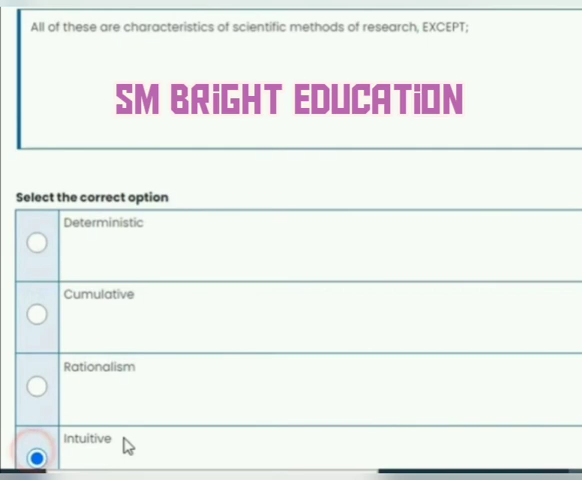 All of these are characteristics of scientific methods of research, EXCEPT;
SM BRIGHT EDUCATION
Select the correct option
Deterministic
Cumulative
Rationalism
Intuitive